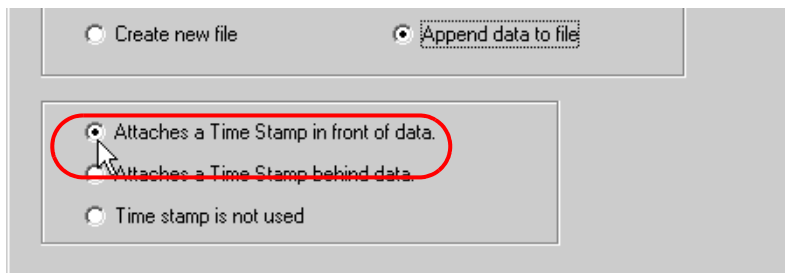 Create new file Append data to file
Attaches a Time Stamp in front of data.
Attaches a Time Stamp behind data.
Time stamp is not used